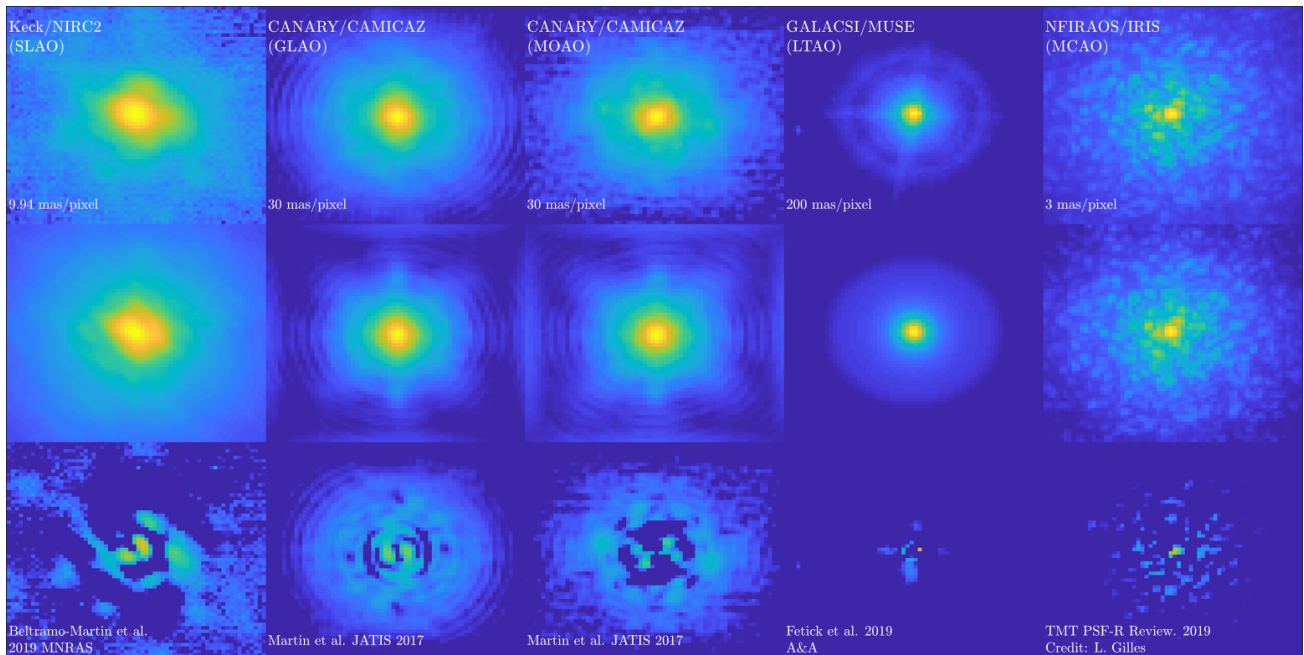 Keck/NIRC2
(SLAO)
CANARY/CAMICAZ
(GLAO)
CANARY/CAMICAZ
(MOAO)
GALACSI/MUSE
(LTAO)
NFIRAOS/IRIS
(MCAO)
9.94 mas/pixel
30 mas/pixel
30 mas/pixel
200 mas/pixel
3 mas/pixel
Beltramo-Martin et al.
2019 MNRAS
Martin et al. JATIS 2017
Martin et al. JATIS 2017
Fetick et al. 2019
A&A
TMT PSF-R Review. 2019
Credit: L. Gilles